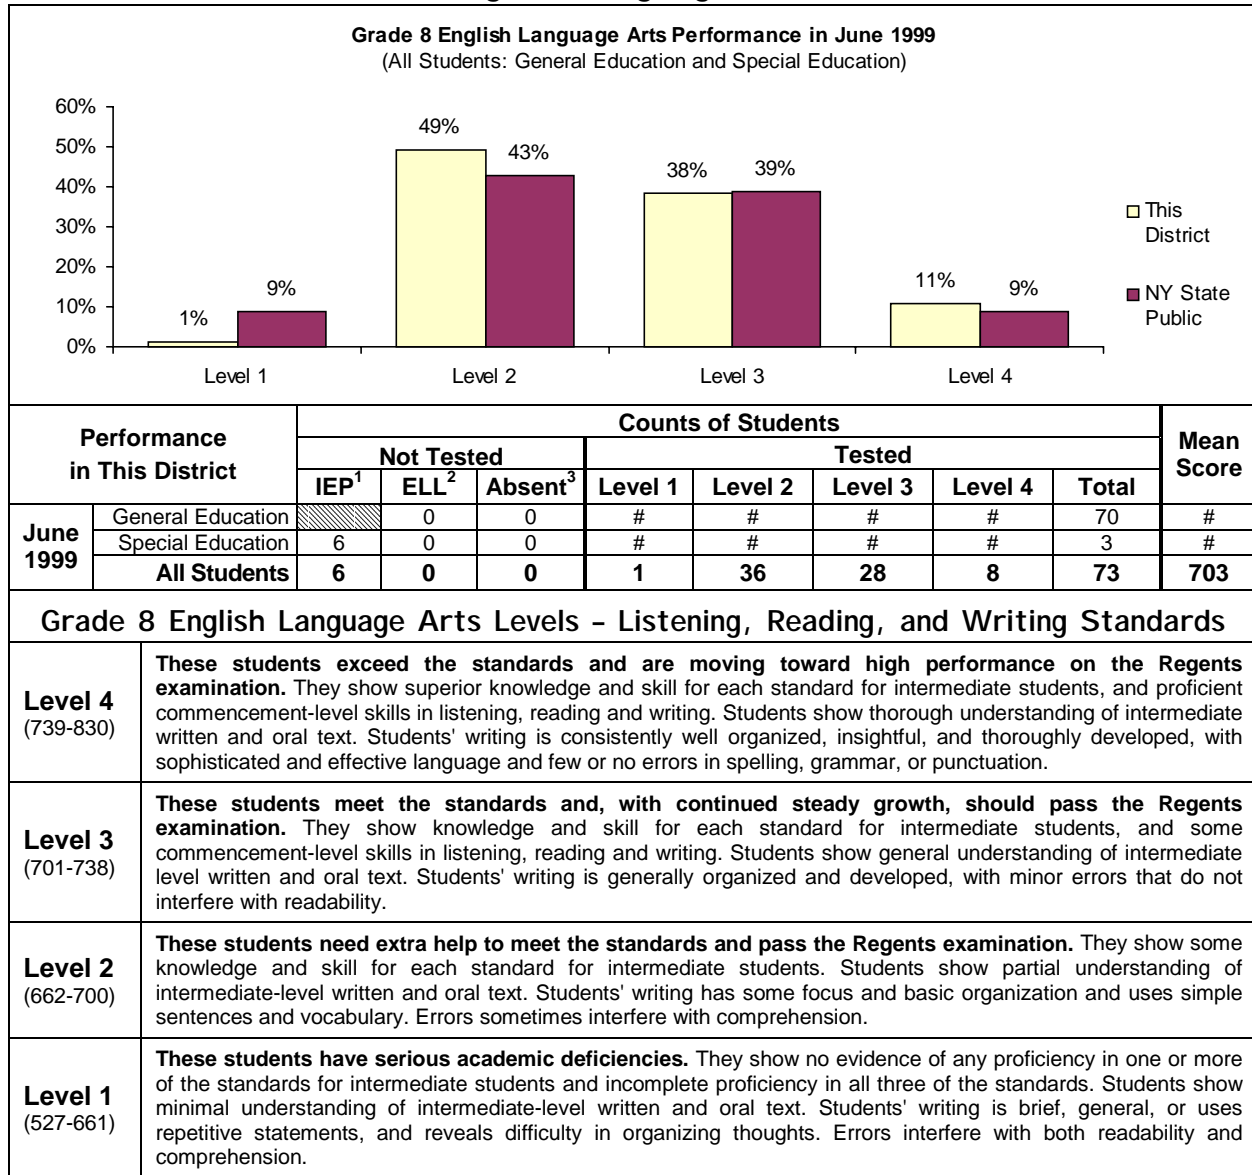 Grade 8 English Language Arts Performance in June 1999
(All Students: General Education and Special Education)
60%
50%
40%
30%
20%
10%
0%
1%
9%
49%
43%
38%
39%
11%
9%
Level 1
Level 2
Level 3
Level 4
This
District
NY State
Public
Performance
in This District
Counts of Students
Mean
Score
Not Tested
Tested
IEP1 ELL2 Absent3 Level 1 Level 2 Level 3 Level 4 Total
June
1999
General Education 0 0 # # # # 70 #
Special Education 6 0 0 # # # # 3 #
All Students 6 0 0 1 36 28 8 73 703
Grade 8 English Language Arts Levels – Listening, Reading, and Writing Standards
Level 4
(739-830)
These students exceed the standards and are moving toward high performance on the Regents
examination. They show superior knowledge and skill for each standard for intermediate students, and proficient
commencement-level skills in listening, reading and writing. Students show thorough understanding of intermediate
written and oral text. Students' writing is consistently well organized, insightful, and thoroughly developed, with
sophisticated and effective language and few or no errors in spelling, grammar, or punctuation.
Level 3
(701-738)
These students meet the standards and, with continued steady growth, should pass the Regents
examination. They show knowledge and skill for each standard for intermediate students, and some
commencement-level skills in listening, reading and writing. Students show general understanding of intermediate
level written and oral text. Students' writing is generally organized and developed, with minor errors that do not
interfere with readability.
Level 2
(662-700)
These students need extra help to meet the standards and pass the Regents examination. They show some
knowledge and skill for each standard for intermediate students. Students show partial understanding of
intermediate-level written and oral text. Students' writing has some focus and basic organization and uses simple
sentences and vocabulary. Errors sometimes interfere with comprehension.
Level 1
(527-661)
These students have serious academic deficiencies. They show no evidence of any proficiency in one or more
of the standards for intermediate students and incomplete proficiency in all three of the standards. Students show
minimal understanding of intermediate-level written and oral text. Students' writing is brief, general, or uses
repetitive statements, and reveals difficulty in organizing thoughts. Errors interfere with both readability and
comprehension.